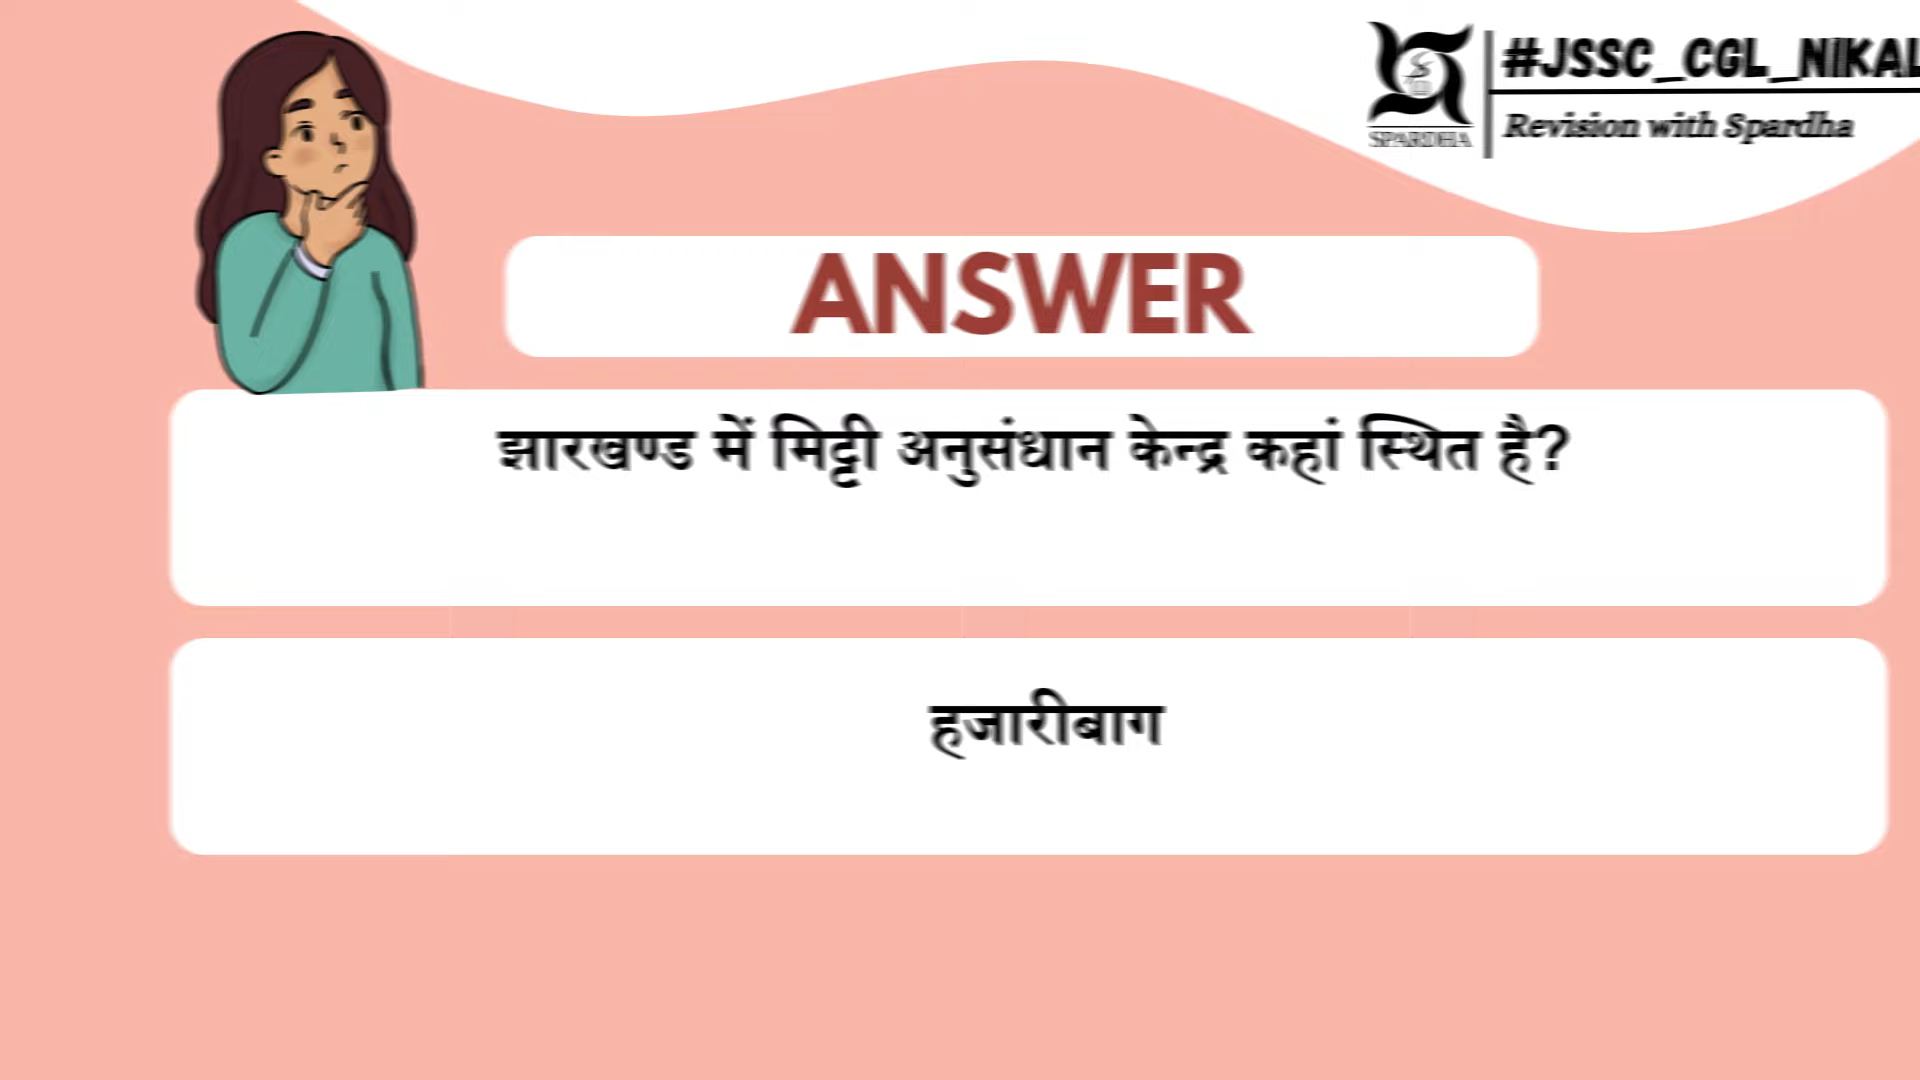 #JSSC_CGL_NIKAL
Revision with Spardha
SPARDHA
ANSWER
झारखण्ड में मिट्टी अनुसंधान केन्द्र कहां स्थित है?
हजारीबाग